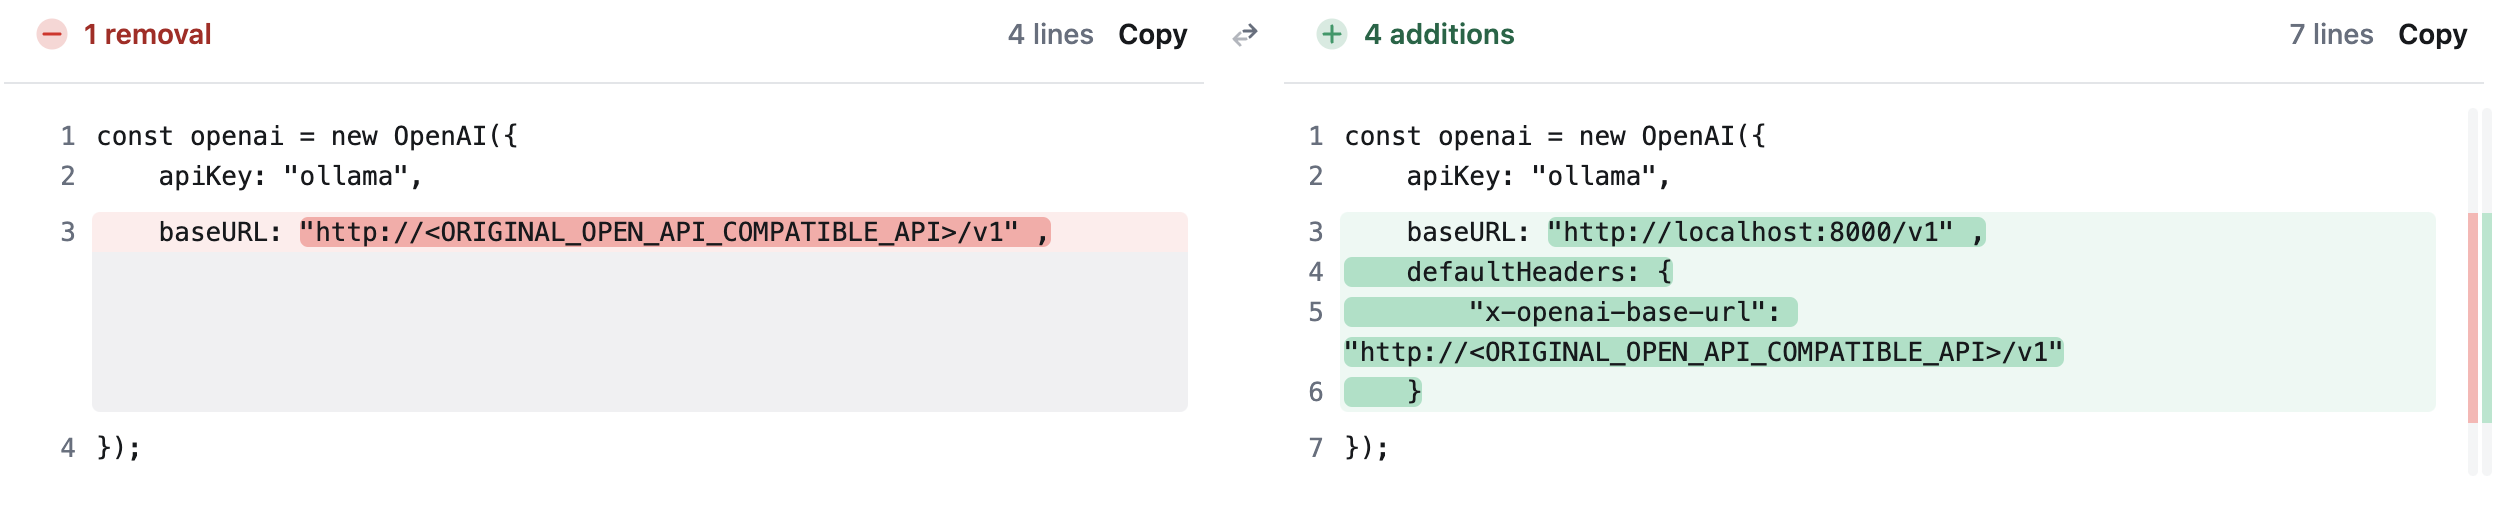 1 removal
4 lines Copy
1 const openai = new OpenAI({
2     apiKey: "ollama",
3     baseURL: "http://<ORIGINAL_OPEN_API_COMPATIBLE_API>/v1" ,
4 });
4 additions
7 lines Copy
1 const openai = new OpenAI({
2     apiKey: "ollama",
3     baseURL: "http://localhost:8000/v1" ,
4     defaultHeaders: {
5         "x-openai-base-url":
"http://<ORIGINAL_OPEN_API_COMPATIBLE_API>/v1"
6     }
7 });